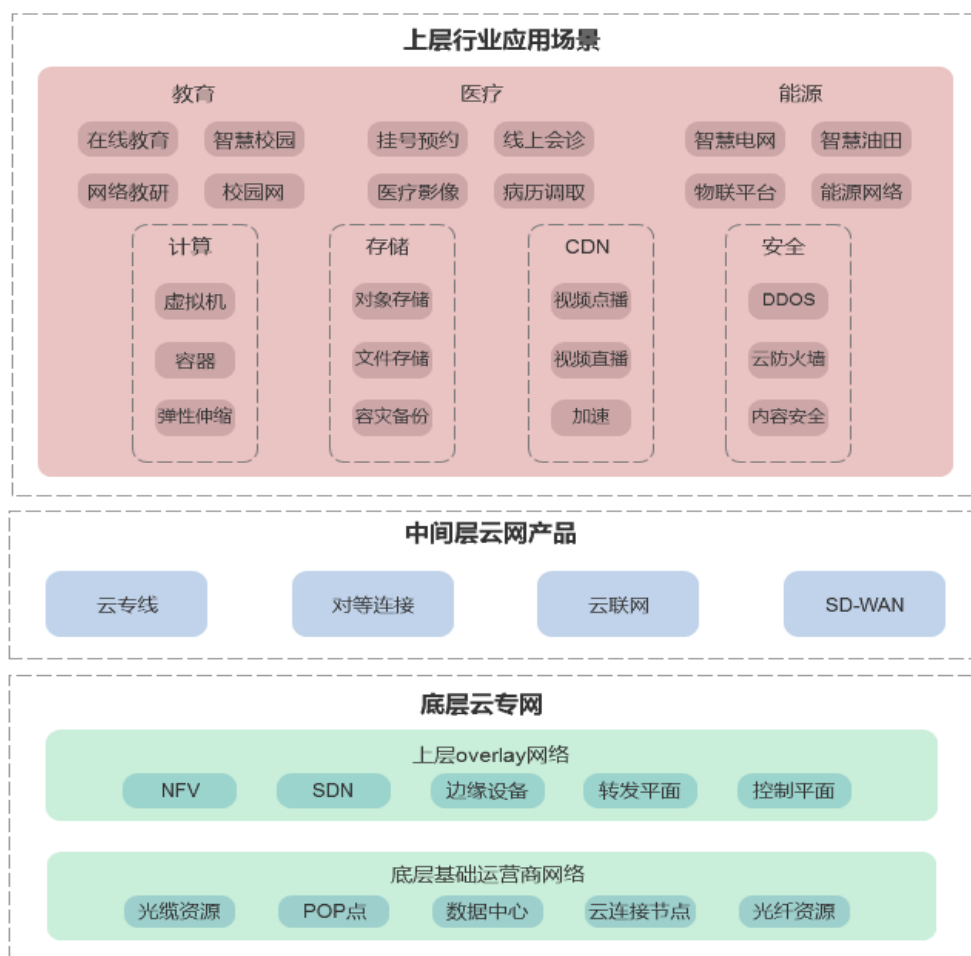 上层行业应用场景
教育 医疗 能源
在线教育 智慧校园 挂号预约 线上会诊 智慧电网 智慧油田
网络教研 校园网 医疗影像 病历调取 物联平台 能源网络
计算 存储 CDN 安全
虚拟机 对象存储 视频点播 DDOS
容器 文件存储 视频直播 云防火墙
弹性伸缩 容灾备份 加速 内容安全
中间层云网产品
云专线 对等连接 云联网 SD-WAN
底层云专网
上层overlay网络
NFV SDN 边缘设备 转发平面 控制平面
底层基础运营商网络
光缆资源 POP点 数据中心 云连接节点 光纤资源